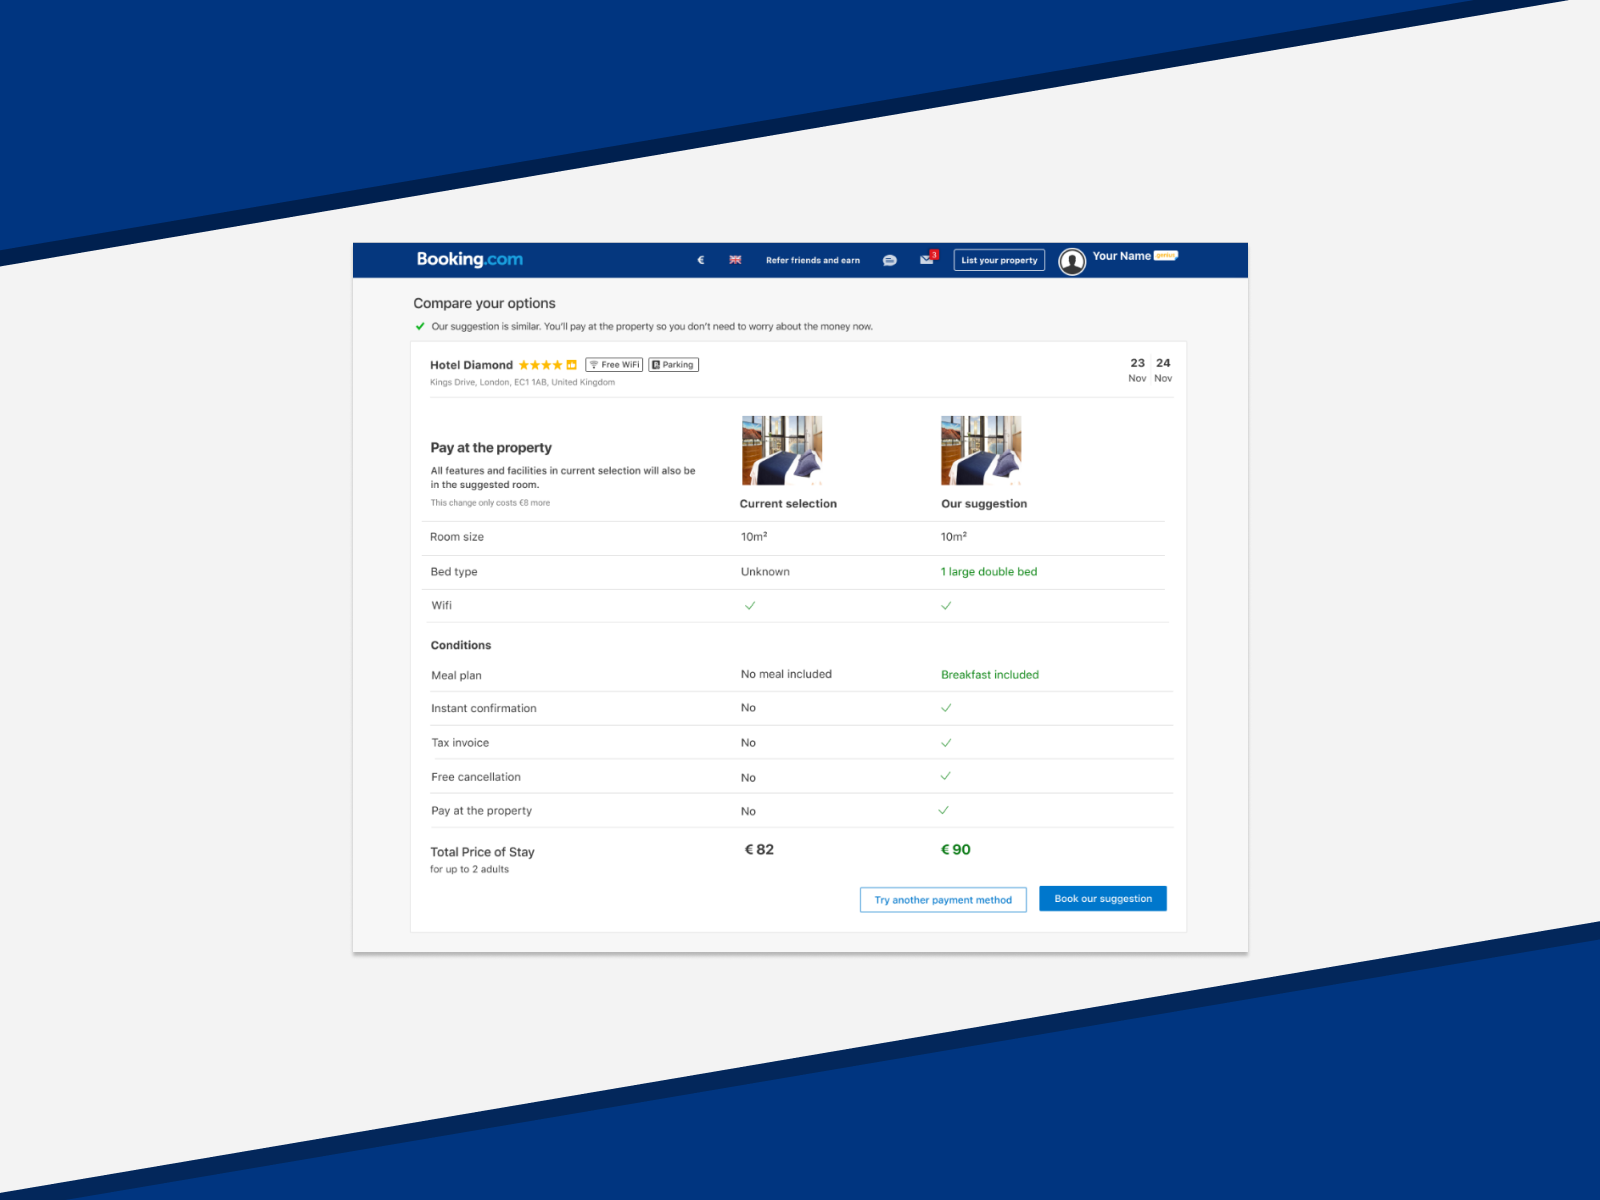 Booking.com
€
Refer friends and earn
3
List your property
Your Name
genius
Compare your options
Our suggestion is similar. You'll pay at the property so you don't need to worry about the money now.
Hotel Diamond
Free WiFi
Parking
23 24
Nov Nov
Kings Drive, London, EC1 1AB, United Kingdom
Pay at the property
All features and facilities in current selection will also be
in the suggested room.
This change only costs €8 more
Current selection
Our suggestion
Room size 10m² 10m²
Bed type Unknown 1 large double bed
Wifi
Conditions
Meal plan No meal included Breakfast included
Instant confirmation No
Tax invoice No
Free cancellation No
Pay at the property No
Total Price of Stay € 82 € 90
for up to 2 adults
Try another payment method
Book our suggestion